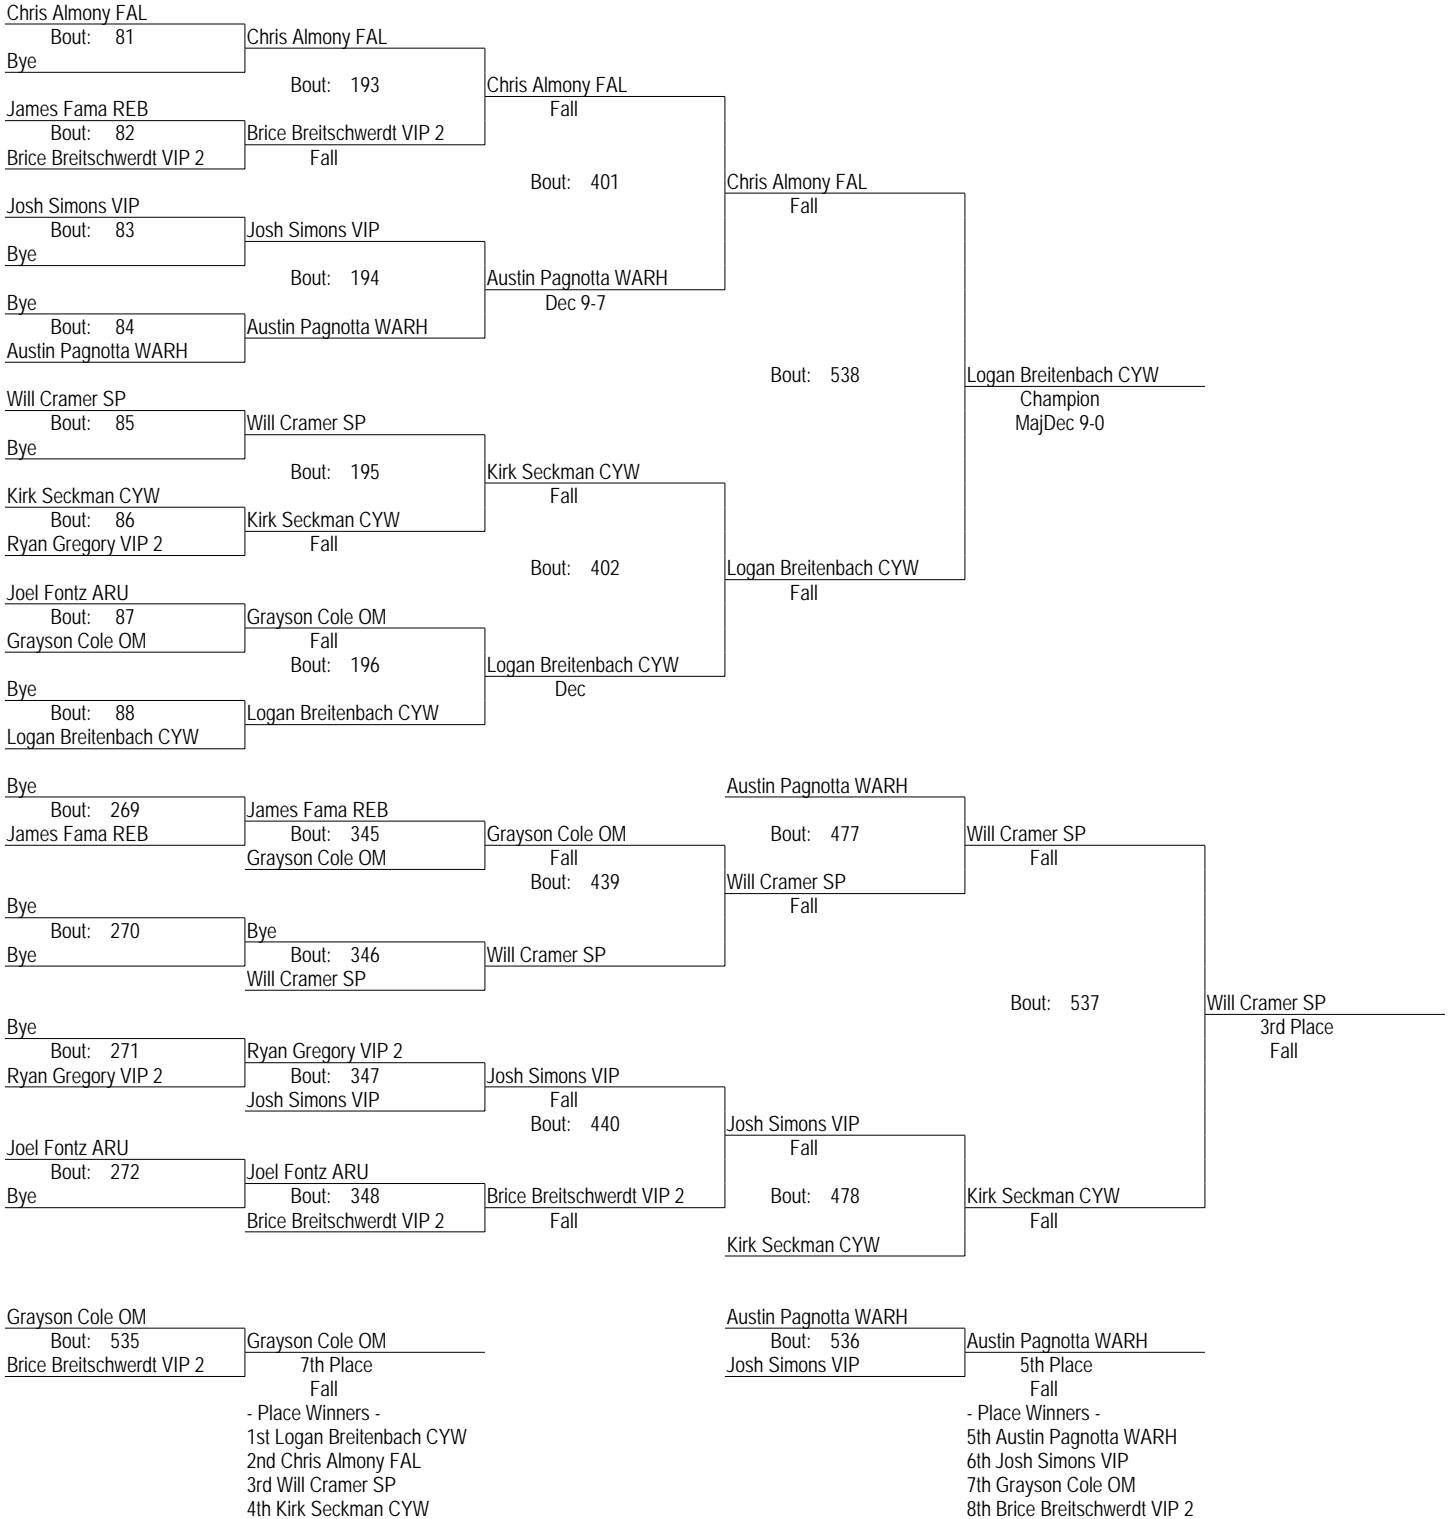 Chris Almony FAL
Bout: 81
Chris Almony FAL
Bye
Bout: 193
Chris Almony FAL
James Fama REB
Fall
Bout: 82
Brice Breitschwerdt VIP 2
Brice Breitschwerdt VIP 2
Fall
Bout: 401
Chris Almony FAL
Josh Simons VIP
Fall
Bout: 83
Josh Simons VIP
Bye
Bout: 194
Austin Pagnotta WARH
Bye
Dec 9-7
Bout: 84
Austin Pagnotta WARH
Austin Pagnotta WARH
Bout: 538
Logan Breitenbach CYW
Will Cramer SP
Champion
Bout: 85
Will Cramer SP
MajDec 9-0
Bye
Bout: 195
Kirk Seckman CYW
Kirk Seckman CYW
Fall
Bout: 86
Kirk Seckman CYW
Ryan Gregory VIP 2
Fall
Bout: 402
Logan Breitenbach CYW
Joel Fontz ARU
Fall
Bout: 87
Grayson Cole OM
Grayson Cole OM
Fall
Bout: 196
Logan Breitenbach CYW
Bye
Dec
Bout: 88
Logan Breitenbach CYW
Logan Breitenbach CYW
Bye
Austin Pagnotta WARH
Bout: 269
James Fama REB
James Fama REB
Bout: 345
Grayson Cole OM
Bout: 477
Will Cramer SP
Grayson Cole OM
Fall
Fall
Bout: 439
Will Cramer SP
Bye
Fall
Bout: 270
Bye
Bye
Bout: 346
Will Cramer SP
Will Cramer SP
Bout: 537
Will Cramer SP
Bye
3rd Place
Bout: 271
Ryan Gregory VIP 2
Fall
Ryan Gregory VIP 2
Bout: 347
Josh Simons VIP
Josh Simons VIP
Fall
Bout: 440
Josh Simons VIP
Joel Fontz ARU
Fall
Bout: 272
Joel Fontz ARU
Bye
Bout: 348
Brice Breitschwerdt VIP 2
Bout: 478
Kirk Seckman CYW
Brice Breitschwerdt VIP 2
Fall
Fall
Kirk Seckman CYW
Grayson Cole OM
Austin Pagnotta WARH
Bout: 535
Grayson Cole OM
Bout: 536
Austin Pagnotta WARH
Brice Breitschwerdt VIP 2
7th Place
Josh Simons VIP
5th Place
Fall
Fall
- Place Winners -
- Place Winners -
1st Logan Breitenbach CYW
5th Austin Pagnotta WARH
2nd Chris Almony FAL
6th Josh Simons VIP
3rd Will Cramer SP
7th Grayson Cole OM
4th Kirk Seckman CYW
8th Brice Breitschwerdt VIP 2